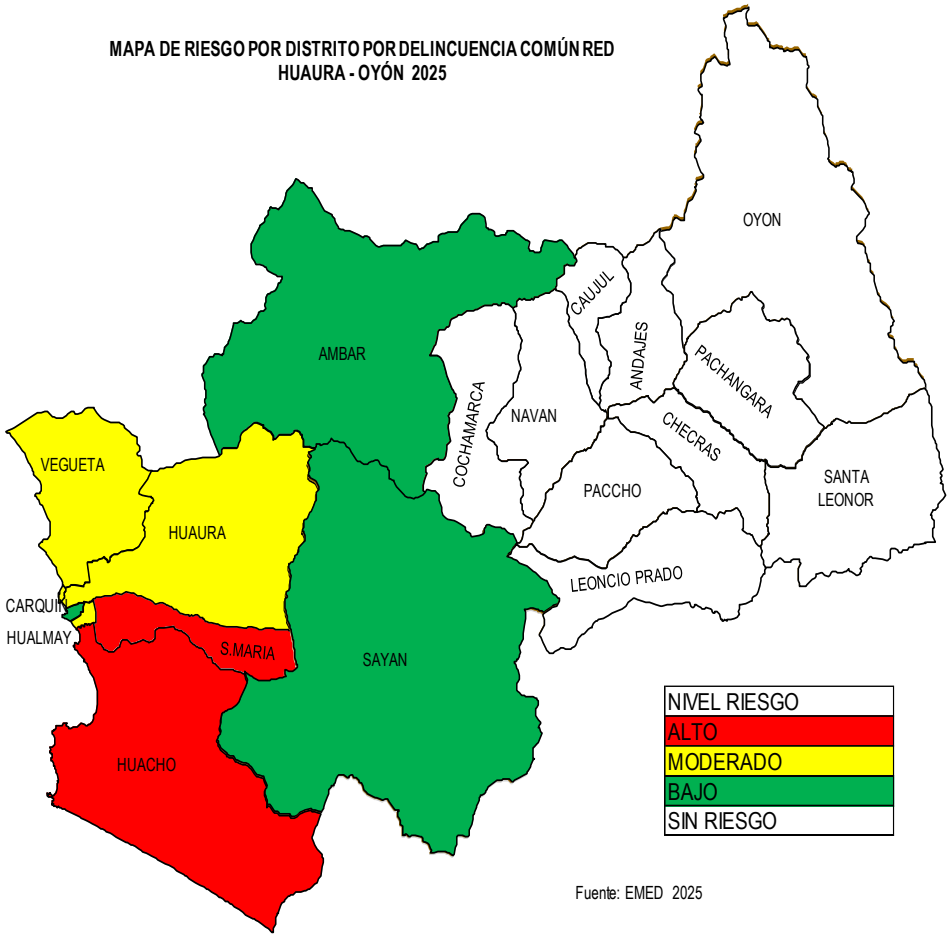 MAPA DE RIESGO POR DISTRITO POR DELINCUENCIA COMÚN RED
HUAURA - OYÓN 2025
OYON
CAUJUL
ANDAJES
AMBAR
PACHANGARA
COCHAMARCA
NAVAN
CHECRAS
VEGUETA
PACCHO
SANTA
LEONOR
HUAURA
LEONCIO PRADO
CARQUIN
HUALMAY
S.MARIA
SAYAN
HUACHO
NIVEL RIESGO
ALTO
MODERADO
BAJO
SIN RIESGO
Fuente: EMED 2025